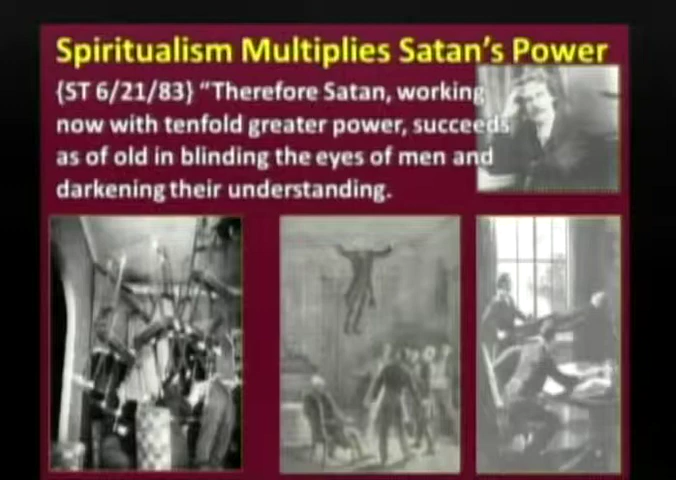 Spiritualism Multiplies Satan's Power
{ST 6/21/83} "Therefore Satan, working
now with tenfold greater power, succeeds
as of old in blinding the eyes of men and
darkening their understanding.